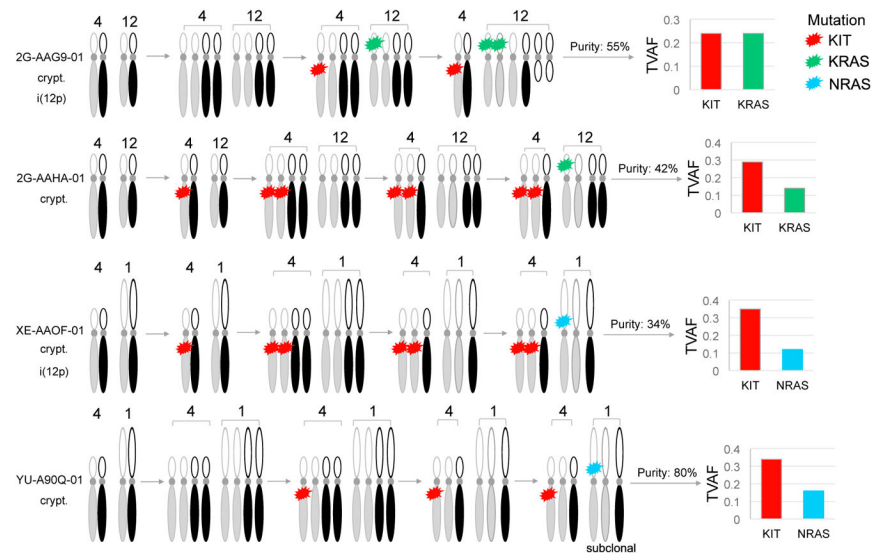 4 12 4 12 4 12 4 12
2G-AAG9-01
crypt.
i(12p)
Purity: 55%
TVAF
0.3
0.2
0.1
0
KIT KRAS
Mutation
KIT
KRAS
NRAS
4 12 4 12 4 12 4 12 4 12
2G-AAHA-01
crypt.
Purity: 42%
TVAF
0.4
0.3
0.2
0.1
0
KIT KRAS
4 1 4 1 4 1 4 1 4 1
XE-AAOF-01
crypt.
i(12p)
Purity: 34%
TVAF
0.4
0.3
0.2
0.1
0
KIT NRAS
4 1 4 1 4 1 4 1 4 1
YU-A90Q-01
crypt.
Purity: 80%
subclonal
TVAF
0.4
0.3
0.2
0.1
0
KIT NRAS